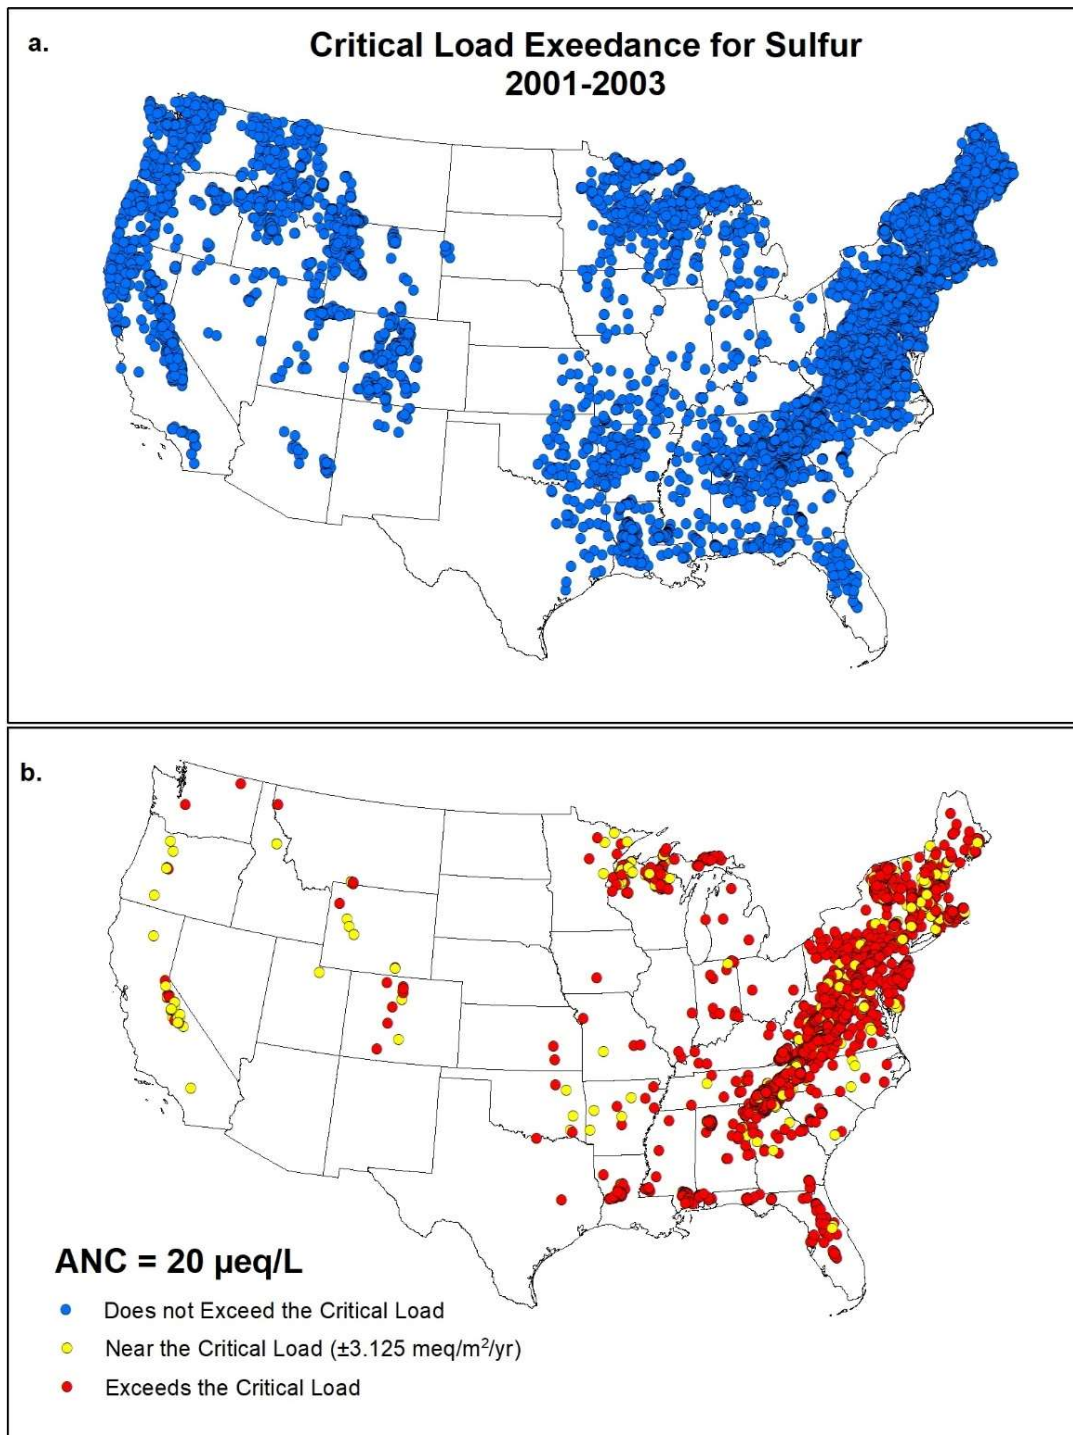 a.
Critical Load Exeedance for Sulfur
2001-2003
b.
ANC = 20 µeq/L
Does not Exceed the Critical Load
Near the Critical Load (±3.125 meq/m²/yr)
Exceeds the Critical Load